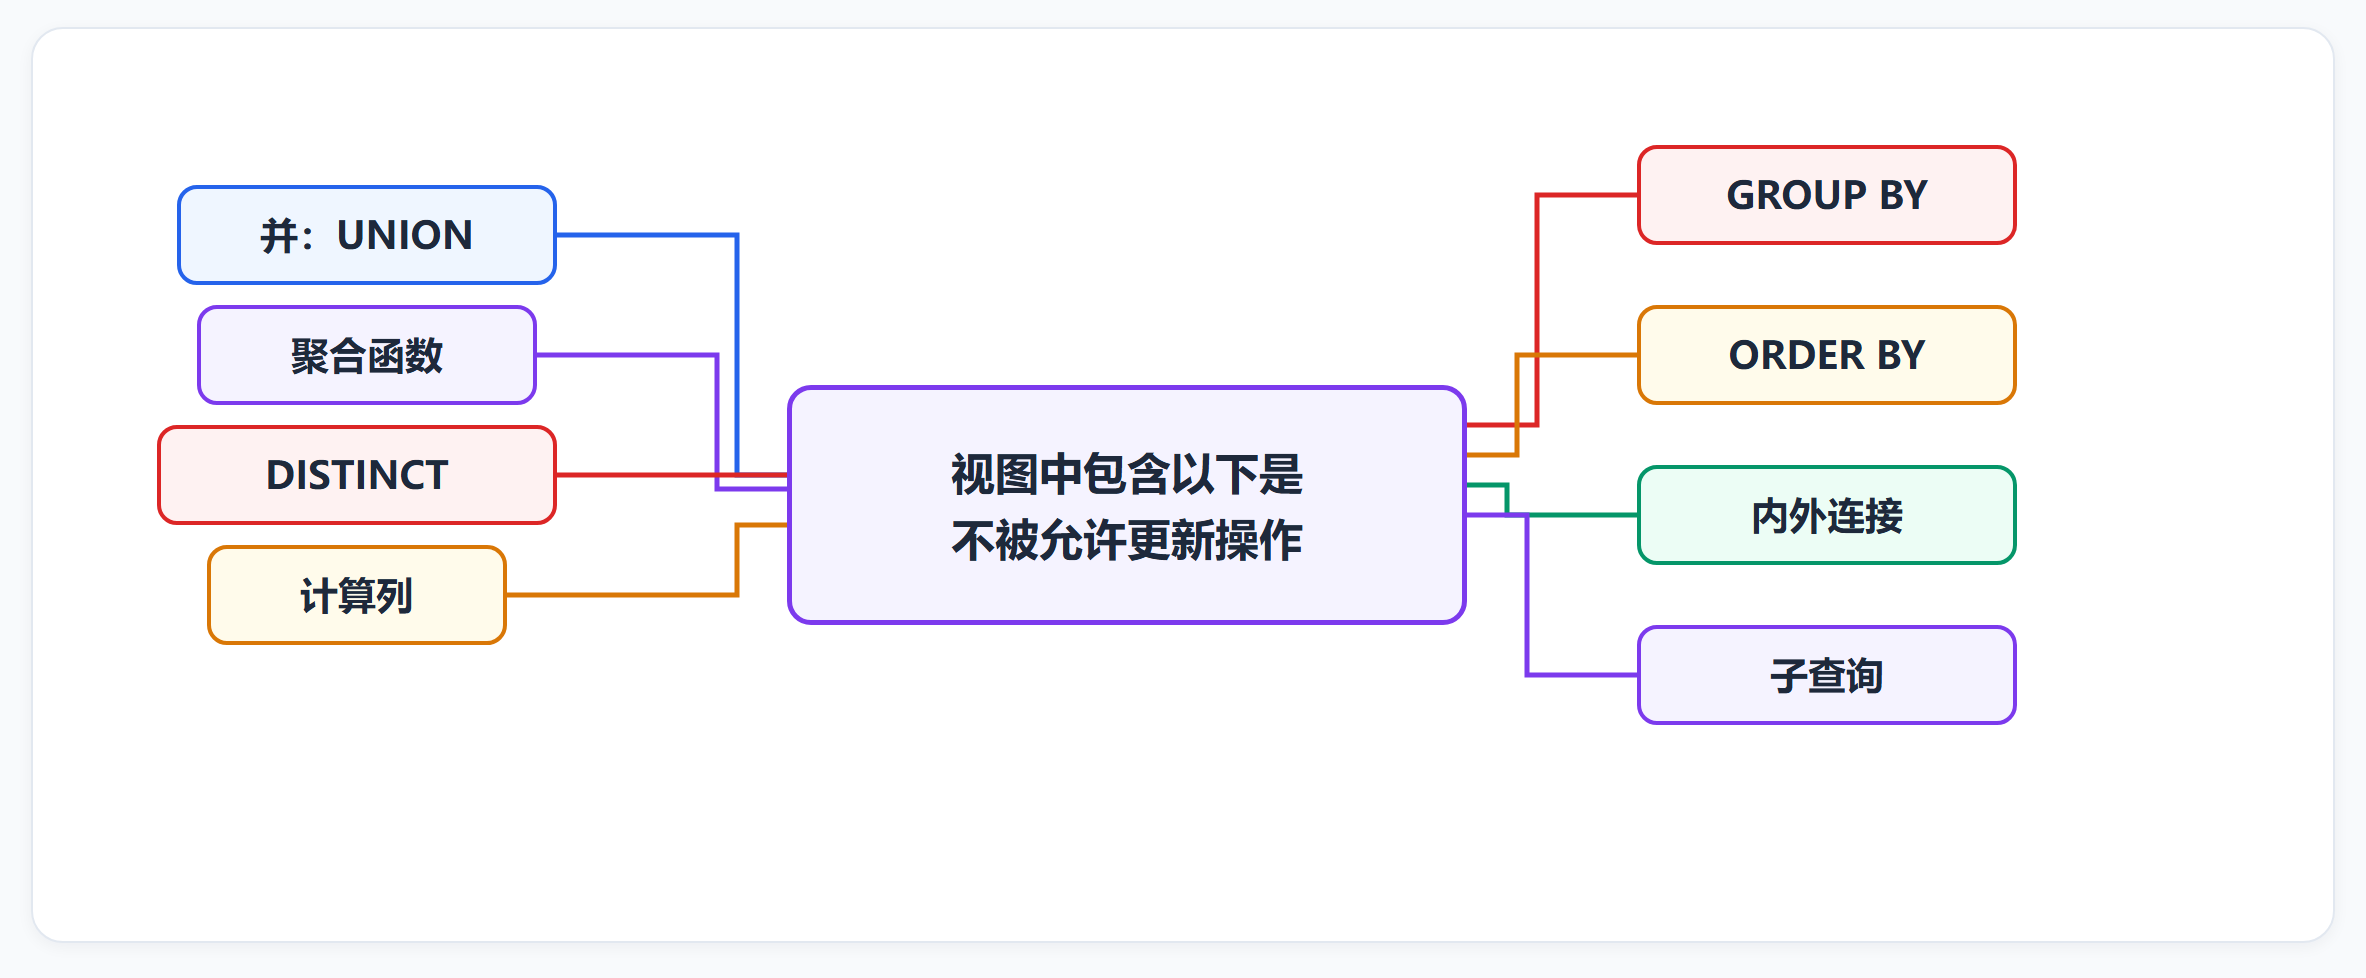 并：UNION
聚合函数
DISTINCT
计算列
视图中包含以下是
不被允许更新操作
GROUP BY
ORDER BY
内外连接
子查询